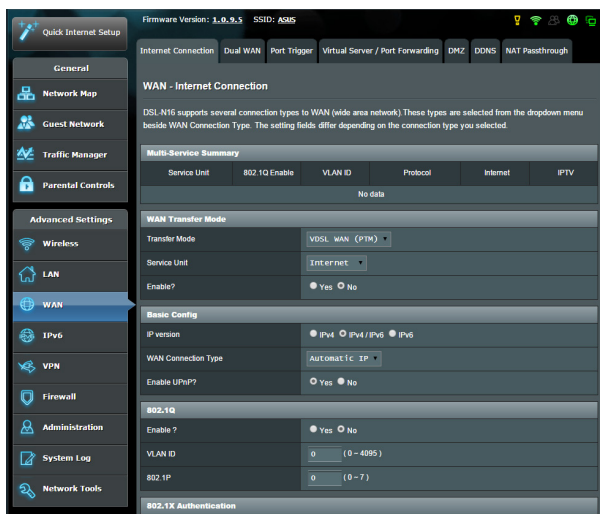 Quick Internet Setup
General
Network Map
Guest Network
Traffic Manager
Parental Controls
Advanced Settings
Wireless
LAN
WAN
IPv6
VPN
Firewall
Administration
System Log
Network Tools
Firmware Version: 1.0.9.5 SSID: ASUS
Internet Connection Dual WAN Port Trigger Virtual Server / Port Forwarding DMZ DDNS NAT Passthrough
WAN - Internet Connection
DSL-N16 supports several connection types to WAN (wide area network).These types are selected from the dropdown menu
beside WAN Connection Type. The setting fields differ depending on the connection type you selected.
Multi-Service Summary
Service Unit 802.1Q Enable VLAN ID Protocol Internet IPTV
No data
WAN Transfer Mode
Transfer Mode VDSL WAN (PTM)
Service Unit Internet
Enable? Yes No
Basic Config
IP version IPv4 IPv4 / IPv6 IPv6
WAN Connection Type Automatic IP
Enable UPnP? Yes No
802.1Q
Enable ? Yes No
VLAN ID 0 ( 0 – 4095 )
802.1P 0 ( 0 – 7 )
802.1X Authentication